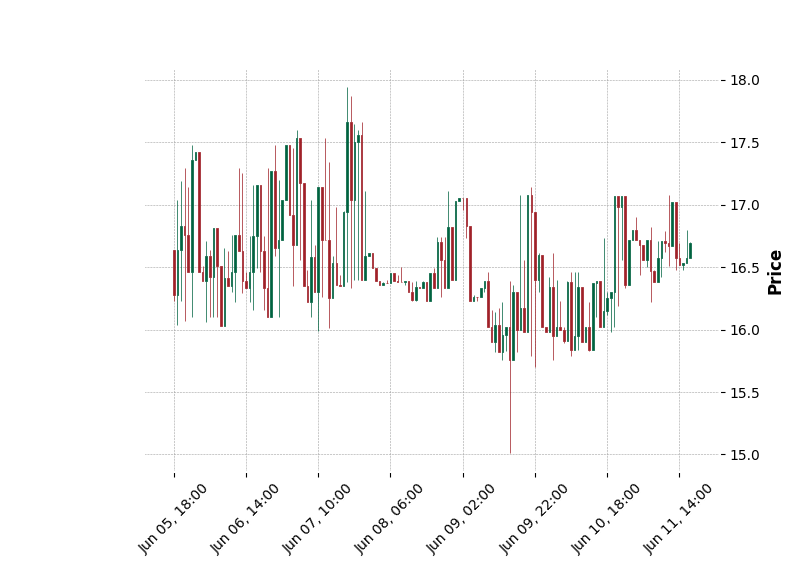 18.0
17.5
17.0
16.5
16.0
15.5
15.0
Price
Jun 05, 18:00
Jun 06, 14:00
Jun 07, 10:00
Jun 08, 06:00
Jun 09, 02:00
Jun 09, 22:00
Jun 10, 18:00
Jun 11, 14:00